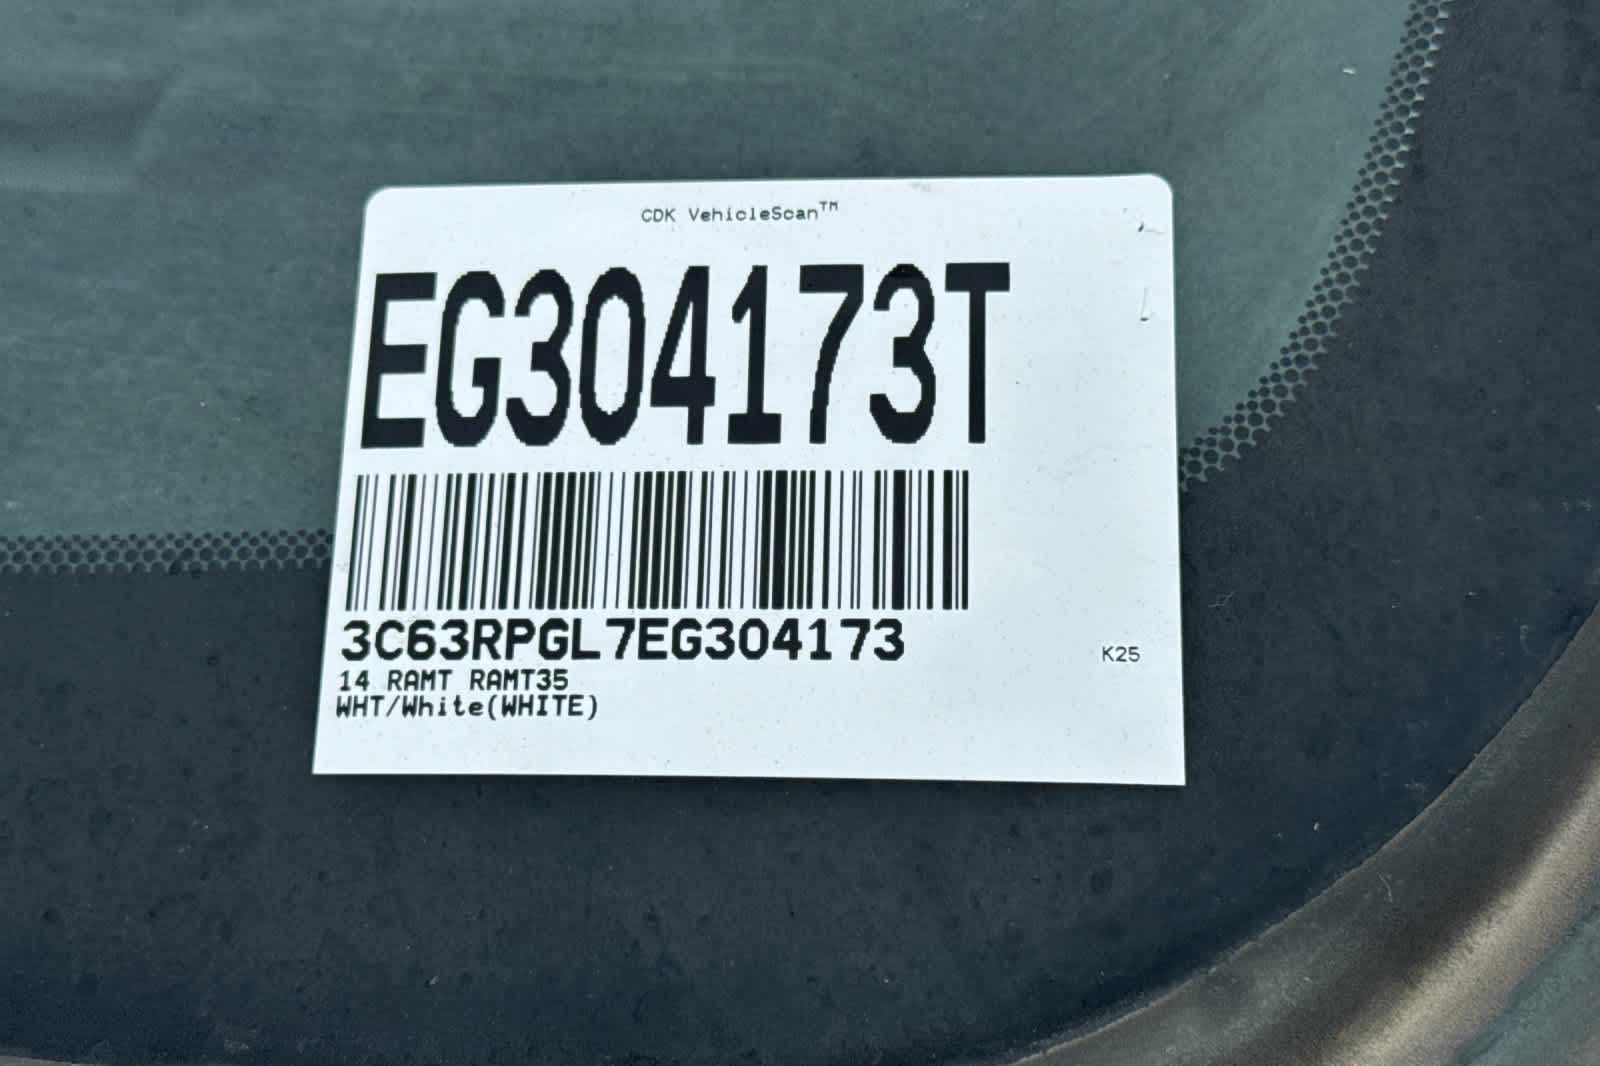 CDK VehicleScan™
EG304173T
3C63RPGL7EG304173
K25
14 RAMT RAMT35
WHT/White(WHITE)